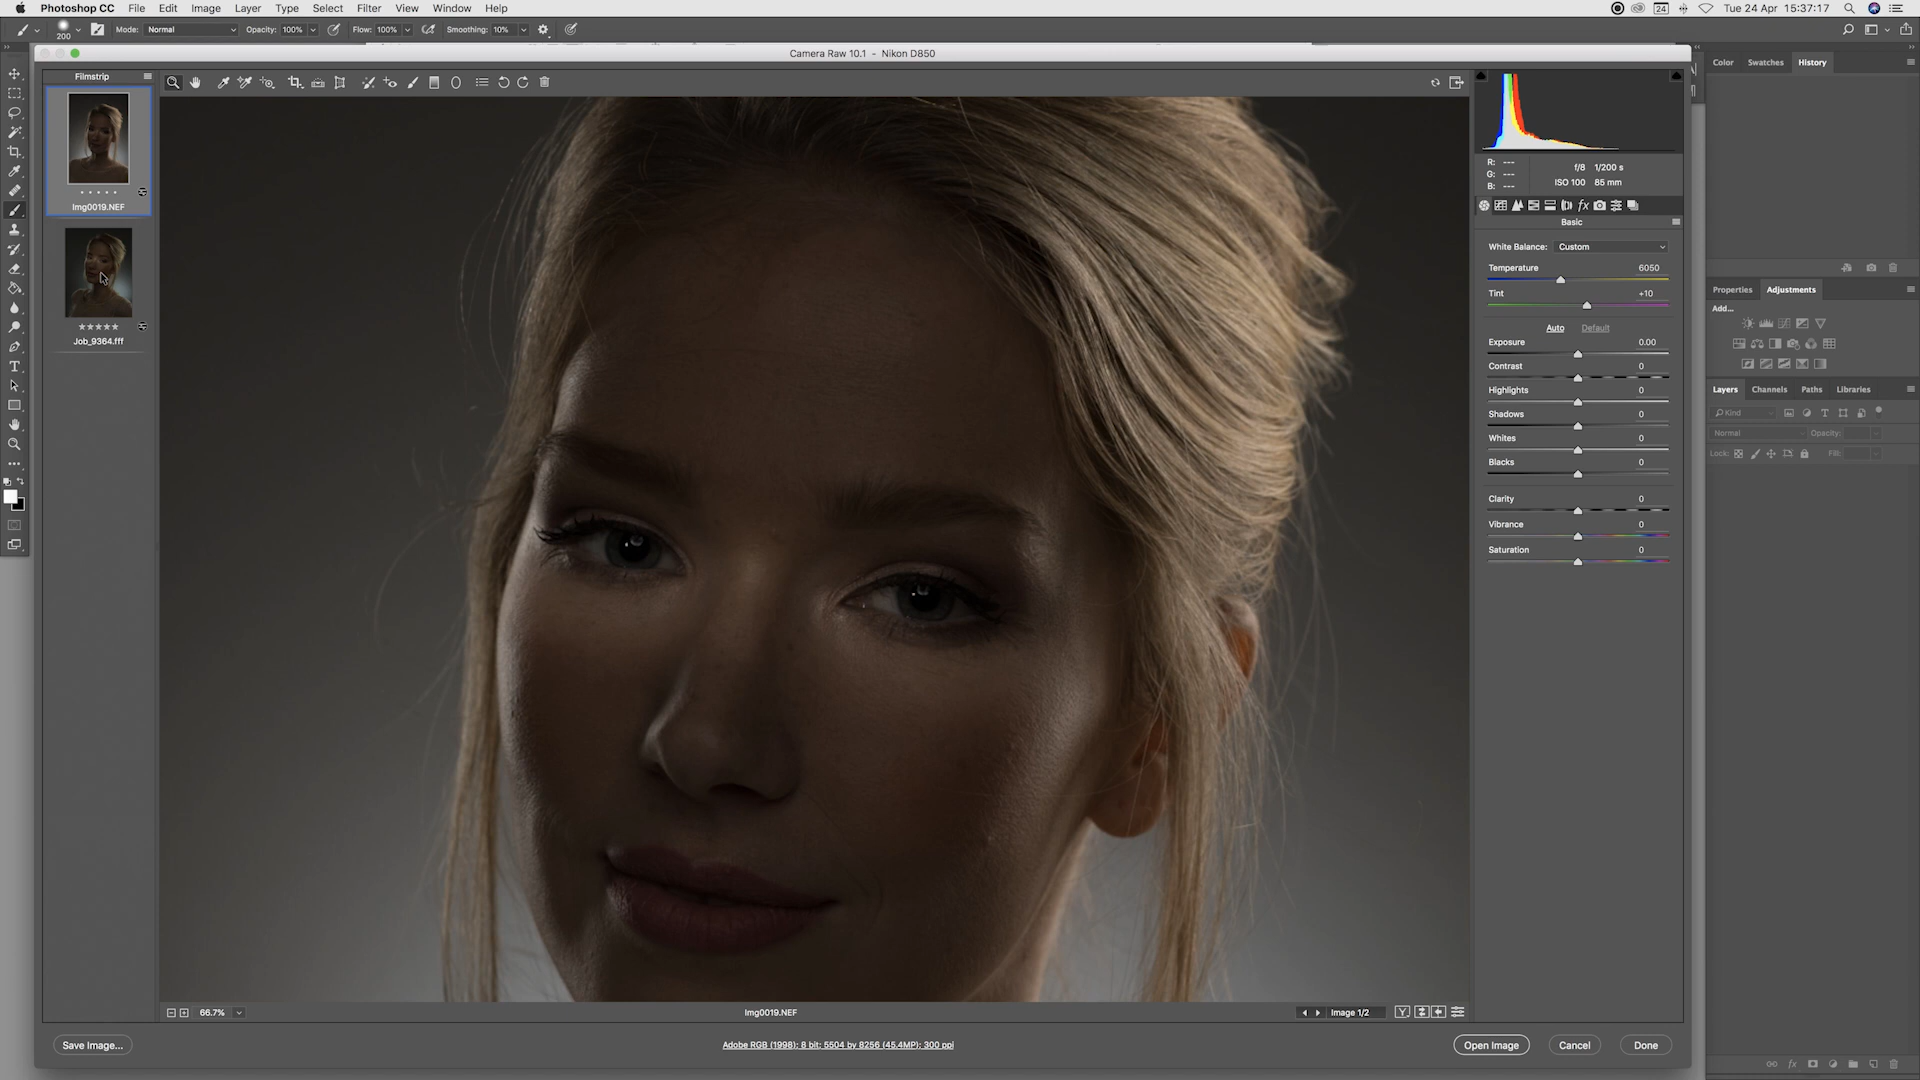 Photoshop CC File Edit Image Layer Type Select Filter View Window Help
24 Tue 24 Apr 15:37:17
200 Mode: Normal Opacity: 100% Flow: 100% Smoothing: 10%
Camera Raw 10.1 - Nikon D850
Filmstrip
Img0019.NEF
Job_9364.fff
R: ---
G: ---
B: ---
f/8 1/200 s
ISO 100 85 mm
Basic
White Balance: Custom
Temperature 6050
Tint +10
Auto Default
Exposure 0.00
Contrast 0
Highlights 0
Shadows 0
Whites 0
Blacks 0
Clarity 0
Vibrance 0
Saturation 0
Color Swatches History
Properties Adjustments
Add...
Layers Channels Paths Libraries
Kind
Normal Opacity:
Lock: Fill:
66.7% Img0019.NEF Image 1/2
Save Image... Adobe RGB (1998); 8 bit; 5504 by 8256 (45.4MP); 300 ppi Open Image Cancel Done